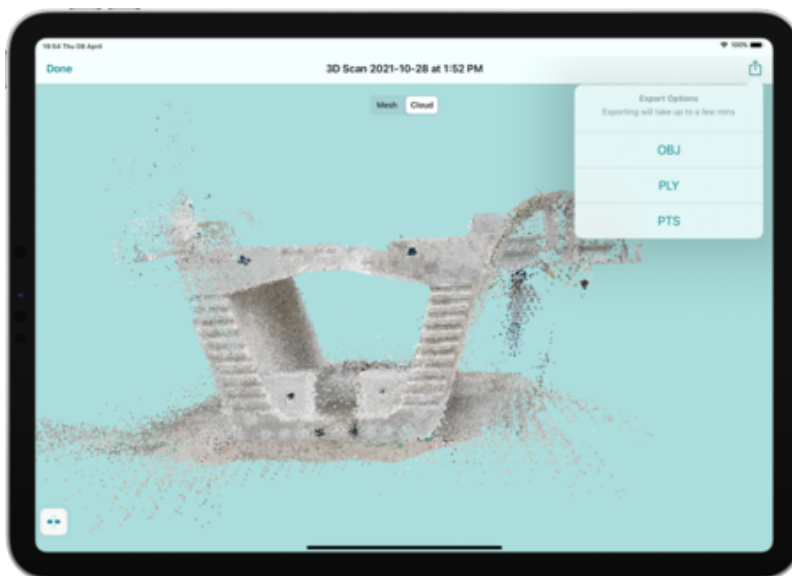 19:54 Thu 08 April
100%
Done
3D Scan 2021-10-28 at 1:52 PM
Mesh
Cloud
Export Options
Exporting will take up to a few mins
OBJ
PLY
PTS